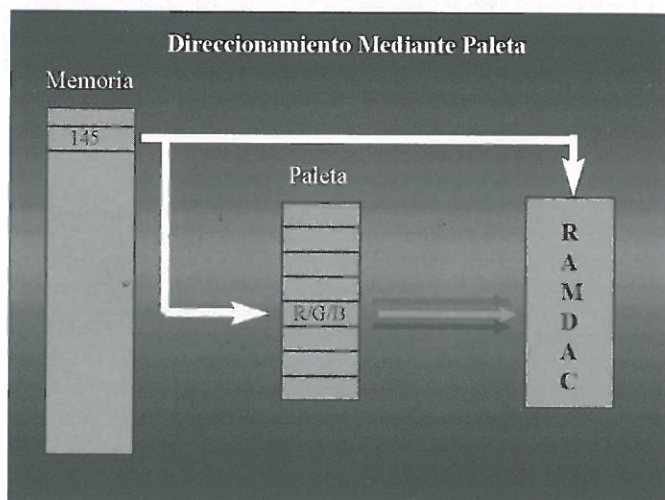 Direccionamiento Mediante Paleta
Memoria
145
Paleta
R/G/B
R
A
M
D
A
C